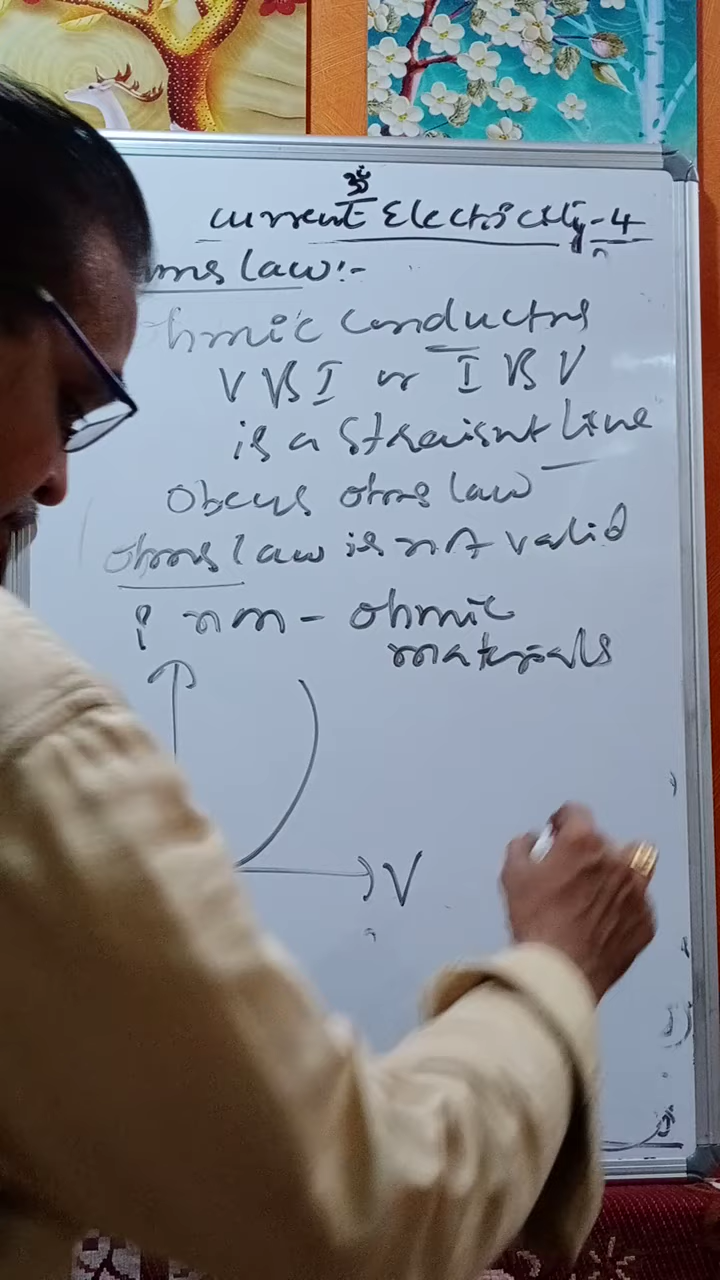 ॐ
Current Electricity-4
ms law:-
hmic conductors
V VS I or I VS V
is a straight line
obeys ohms law
ohms law is not valid
non-ohmic
materials
V